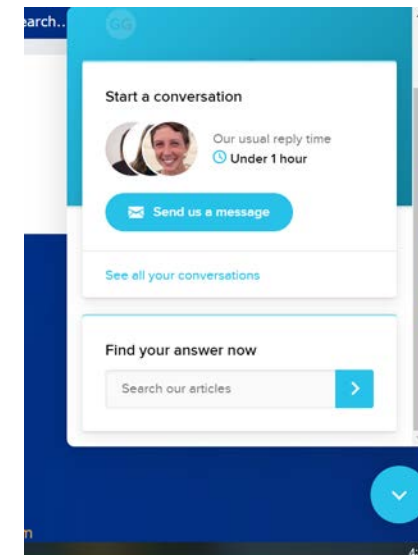 earch..
GG
Start a conversation
Our usual reply time
Under 1 hour
Send us a message
See all your conversations
Find your answer now
Search our articles
m